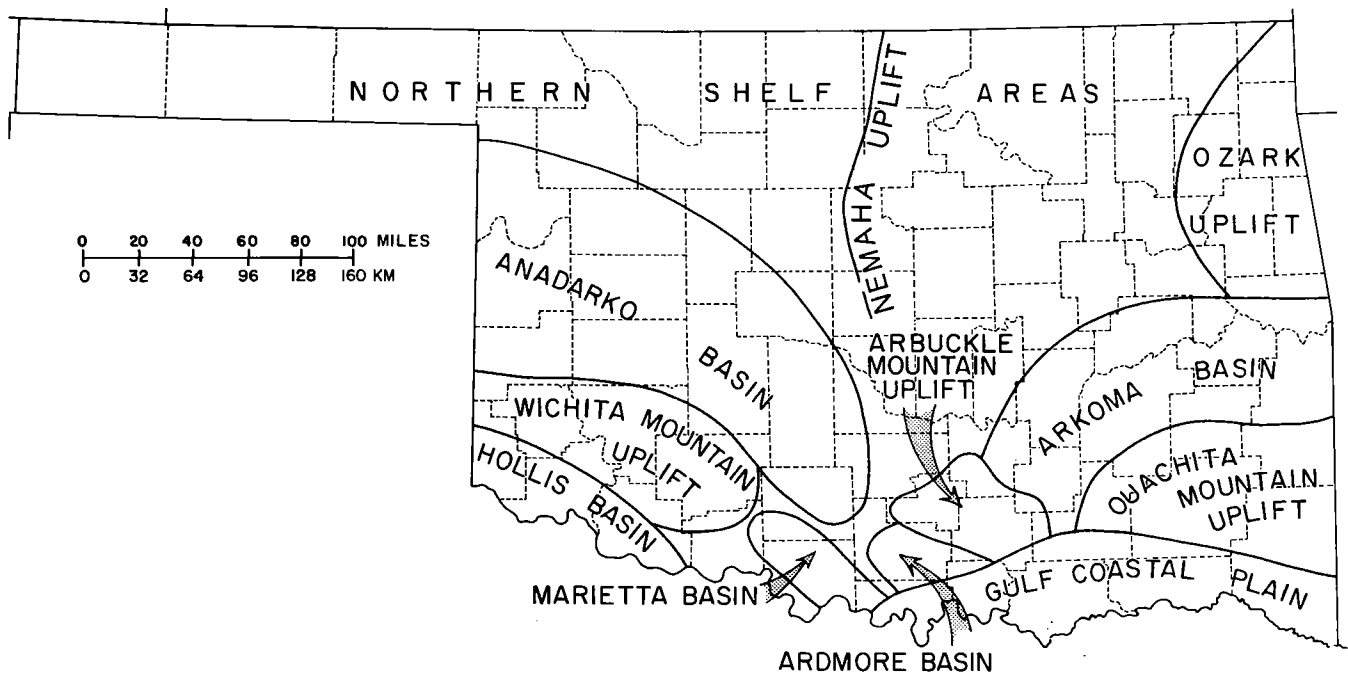 NORTHERN SHELF AREAS
NEMAHA UPLIFT
OZARK
UPLIFT
0 20 40 60 80 100 MILES
0 32 64 96 128 160 KM
ANADARKO
BASIN
ARBUCKLE
MOUNTAIN
UPLIFT
ARKOMA
BASIN
WICHITA MOUNTAIN
UPLIFT
HOLLIS BASIN
OUACHITA
MOUNTAIN
UPLIFT
MARIETTA BASIN
GULF COASTAL PLAIN
ARDMORE BASIN